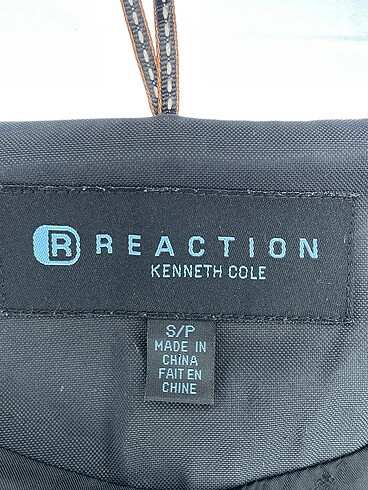 R REACTION
KENNETH COLE
S/P
MADE IN
CHINA
FAIT EN
CHINE